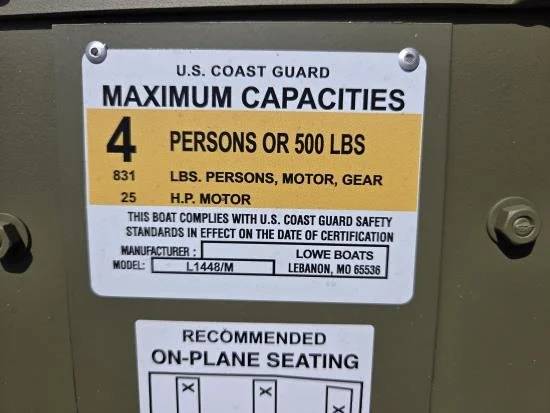 U.S. COAST GUARD
MAXIMUM CAPACITIES
4 PERSONS OR 500 LBS
831 LBS. PERSONS, MOTOR, GEAR
25 H.P. MOTOR
THIS BOAT COMPLIES WITH U.S. COAST GUARD SAFETY
STANDARDS IN EFFECT ON THE DATE OF CERTIFICATION
MANUFACTURER : LOWE BOATS
MODEL: L1448/M LEBANON, MO 65536
RECOMMENDED
ON-PLANE SEATING
X X X